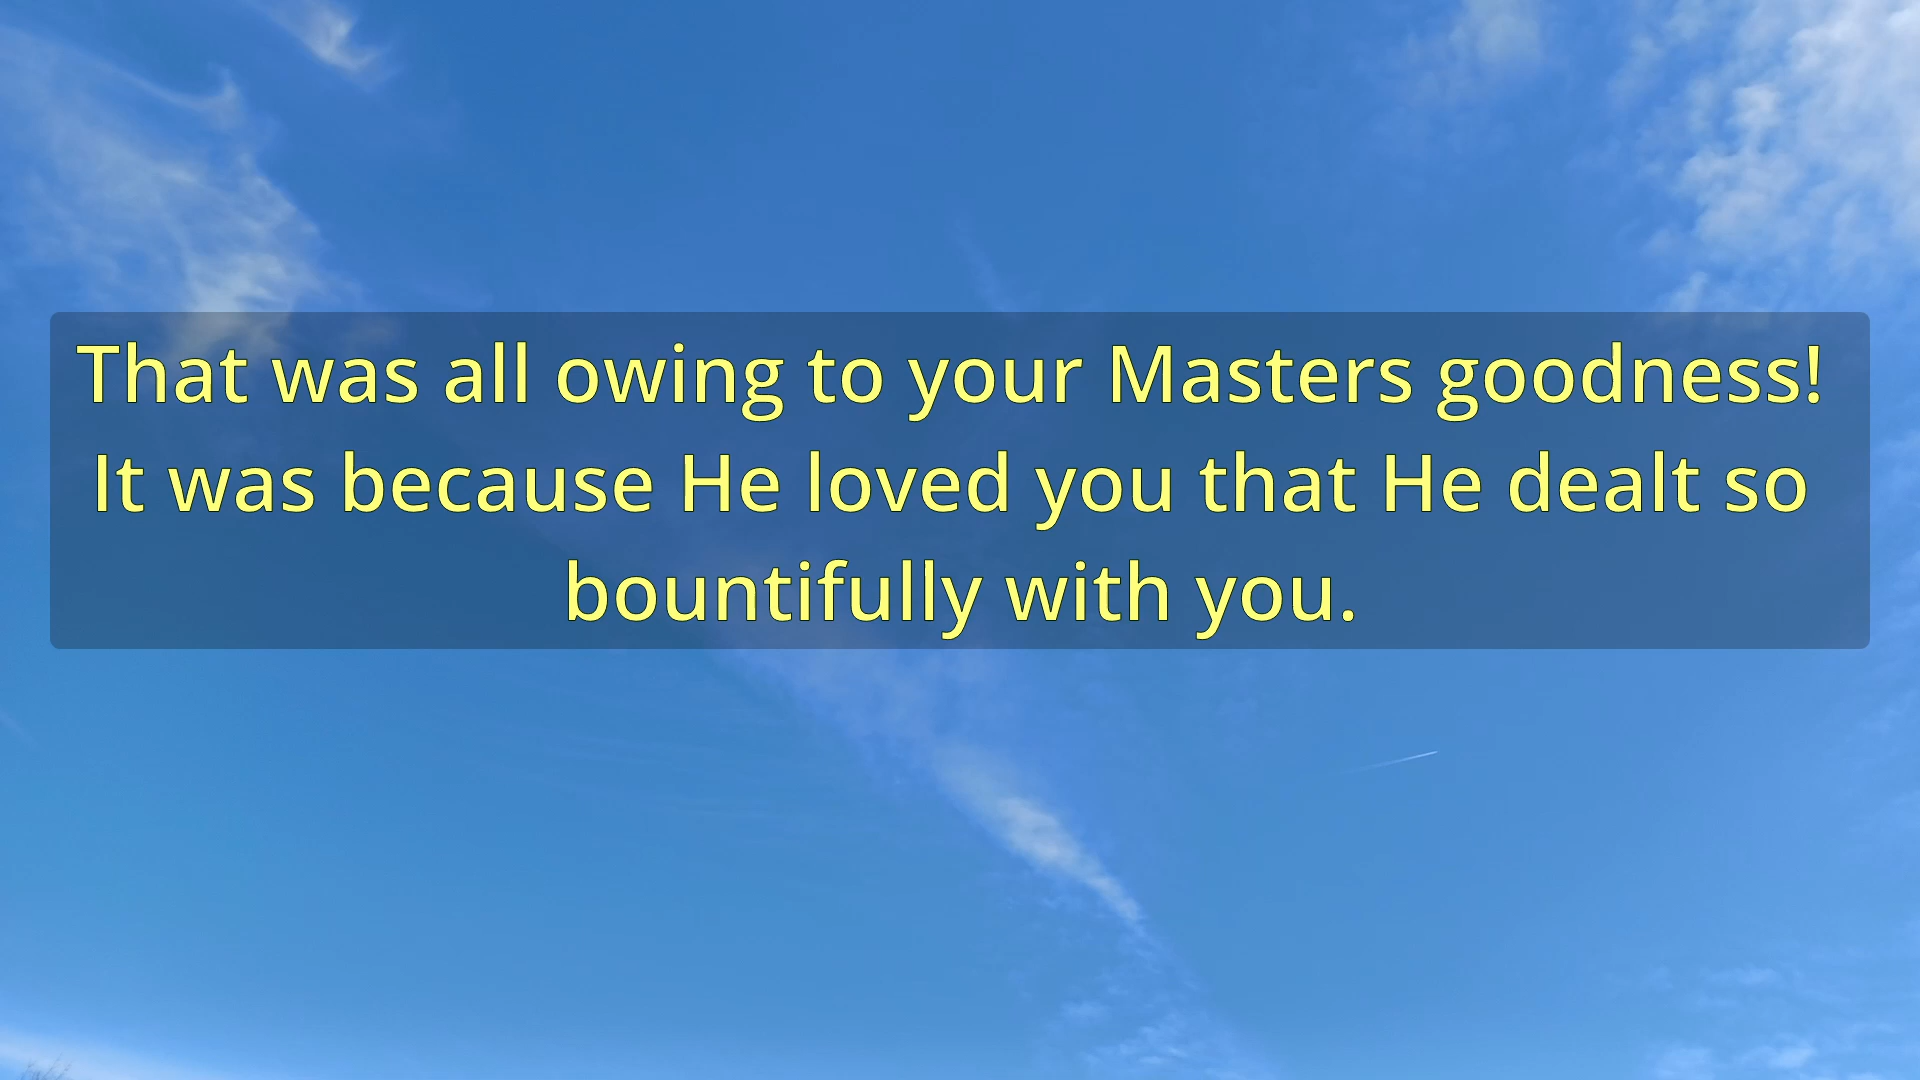 That was all owing to your Masters goodness!
It was because He loved you that He dealt so
bountifully with you.